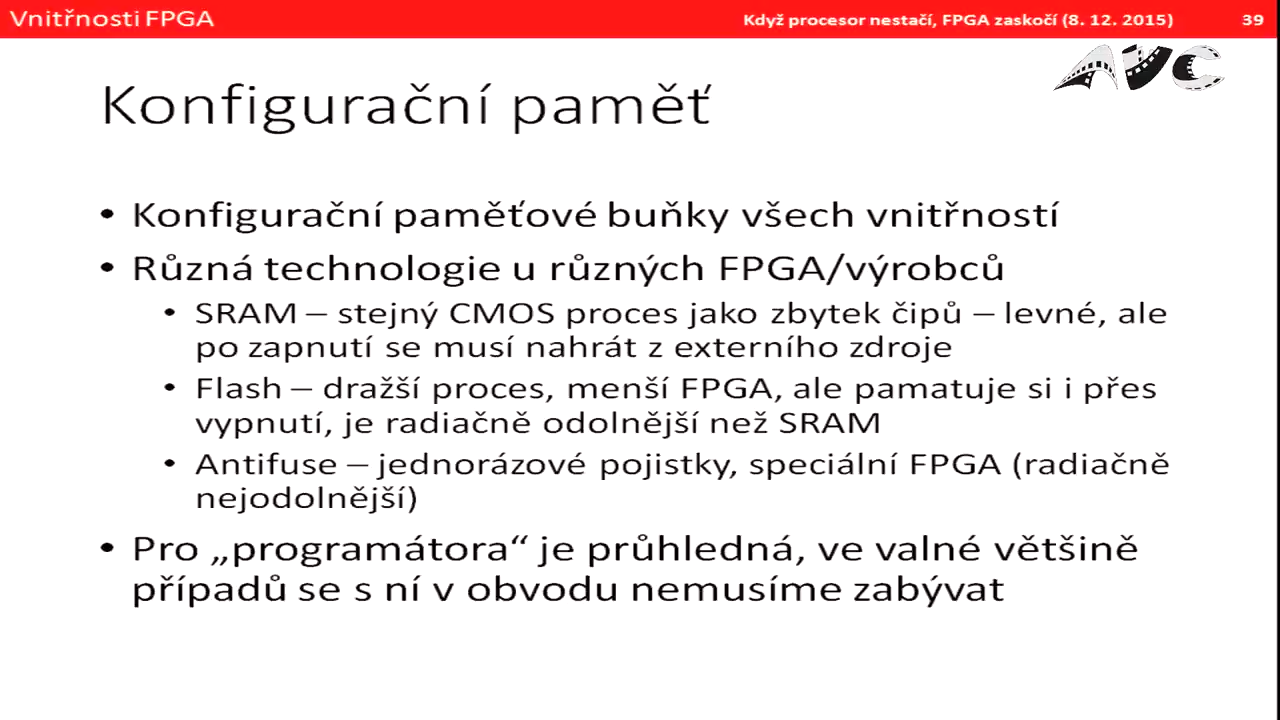 Vnitřnosti FPGA
Když procesor nestačí, FPGA zaskočí (8. 12. 2015)
39
AVC
Konfigurační paměť
• Konfigurační paměťové buňky všech vnitřností
• Různá technologie u různých FPGA/výrobců
• SRAM – stejný CMOS proces jako zbytek čipů – levné, ale
po zapnutí se musí nahrát z externího zdroje
• Flash – dražší proces, menší FPGA, ale pamatuje si i přes
vypnutí, je radiačně odolnější než SRAM
• Antifuse – jednorázové pojistky, speciální FPGA (radiačně
nejodolnější)
• Pro „programátora“ je průhledná, ve valné většině
případů se s ní v obvodu nemusíme zabývat